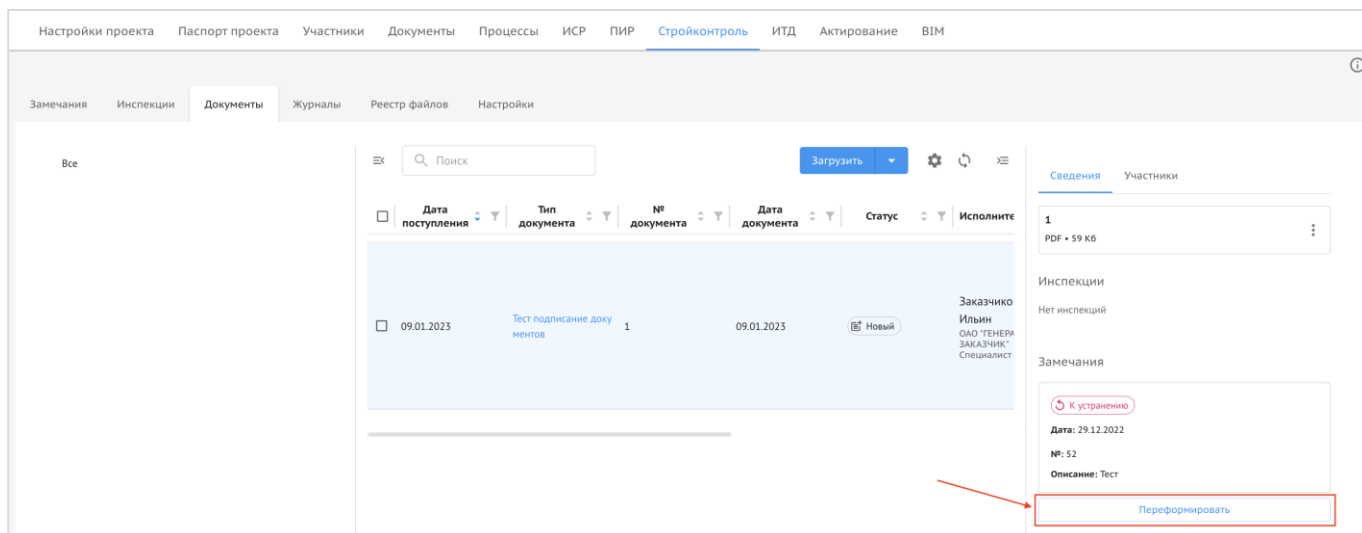 Настройки проекта Паспорт проекта Участники Документы Процессы ИСР ПИР Стройконтроль ИТД Актирование BIM
Замечания Инспекции Документы Журналы Реестр файлов Настройки
Все
Поиск
Загрузить
Дата поступления
Тип документа
№ документа
Дата документа
Статус
Исполните
09.01.2023
Тест подписание доку
ментов
1
09.01.2023
Новый
Заказчико
Ильин
ОАО "ГЕНЕРА
ЗАКАЗЧИК"
Специалист
Сведения Участники
1
PDF • 59 Кб
Инспекции
Нет инспекций
Замечания
К устранению
Дата: 29.12.2022
№: 52
Описание: Тест
Переформировать